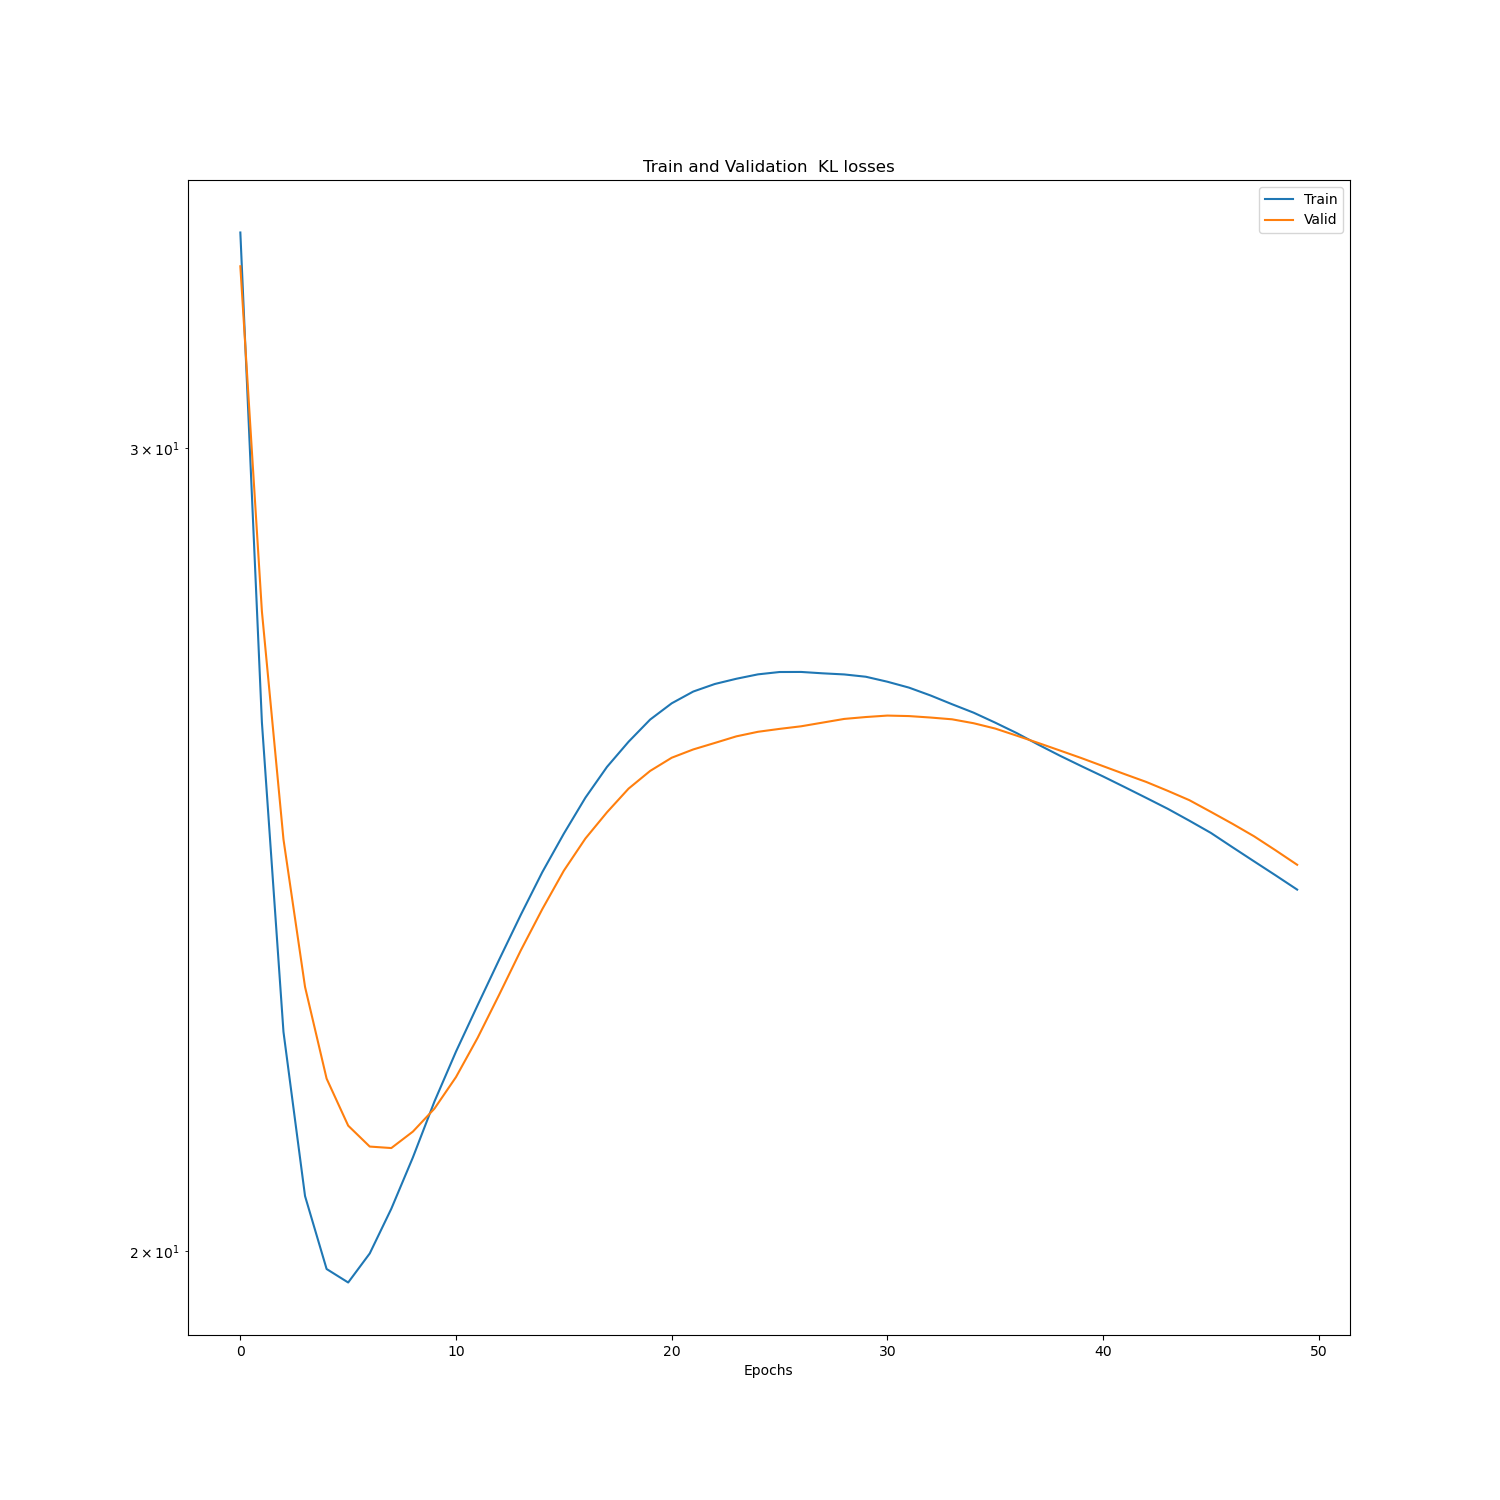 Train and Validation  KL losses
Train
Valid
3 × 10¹
2 × 10¹
0 10 20 30 40 50
Epochs